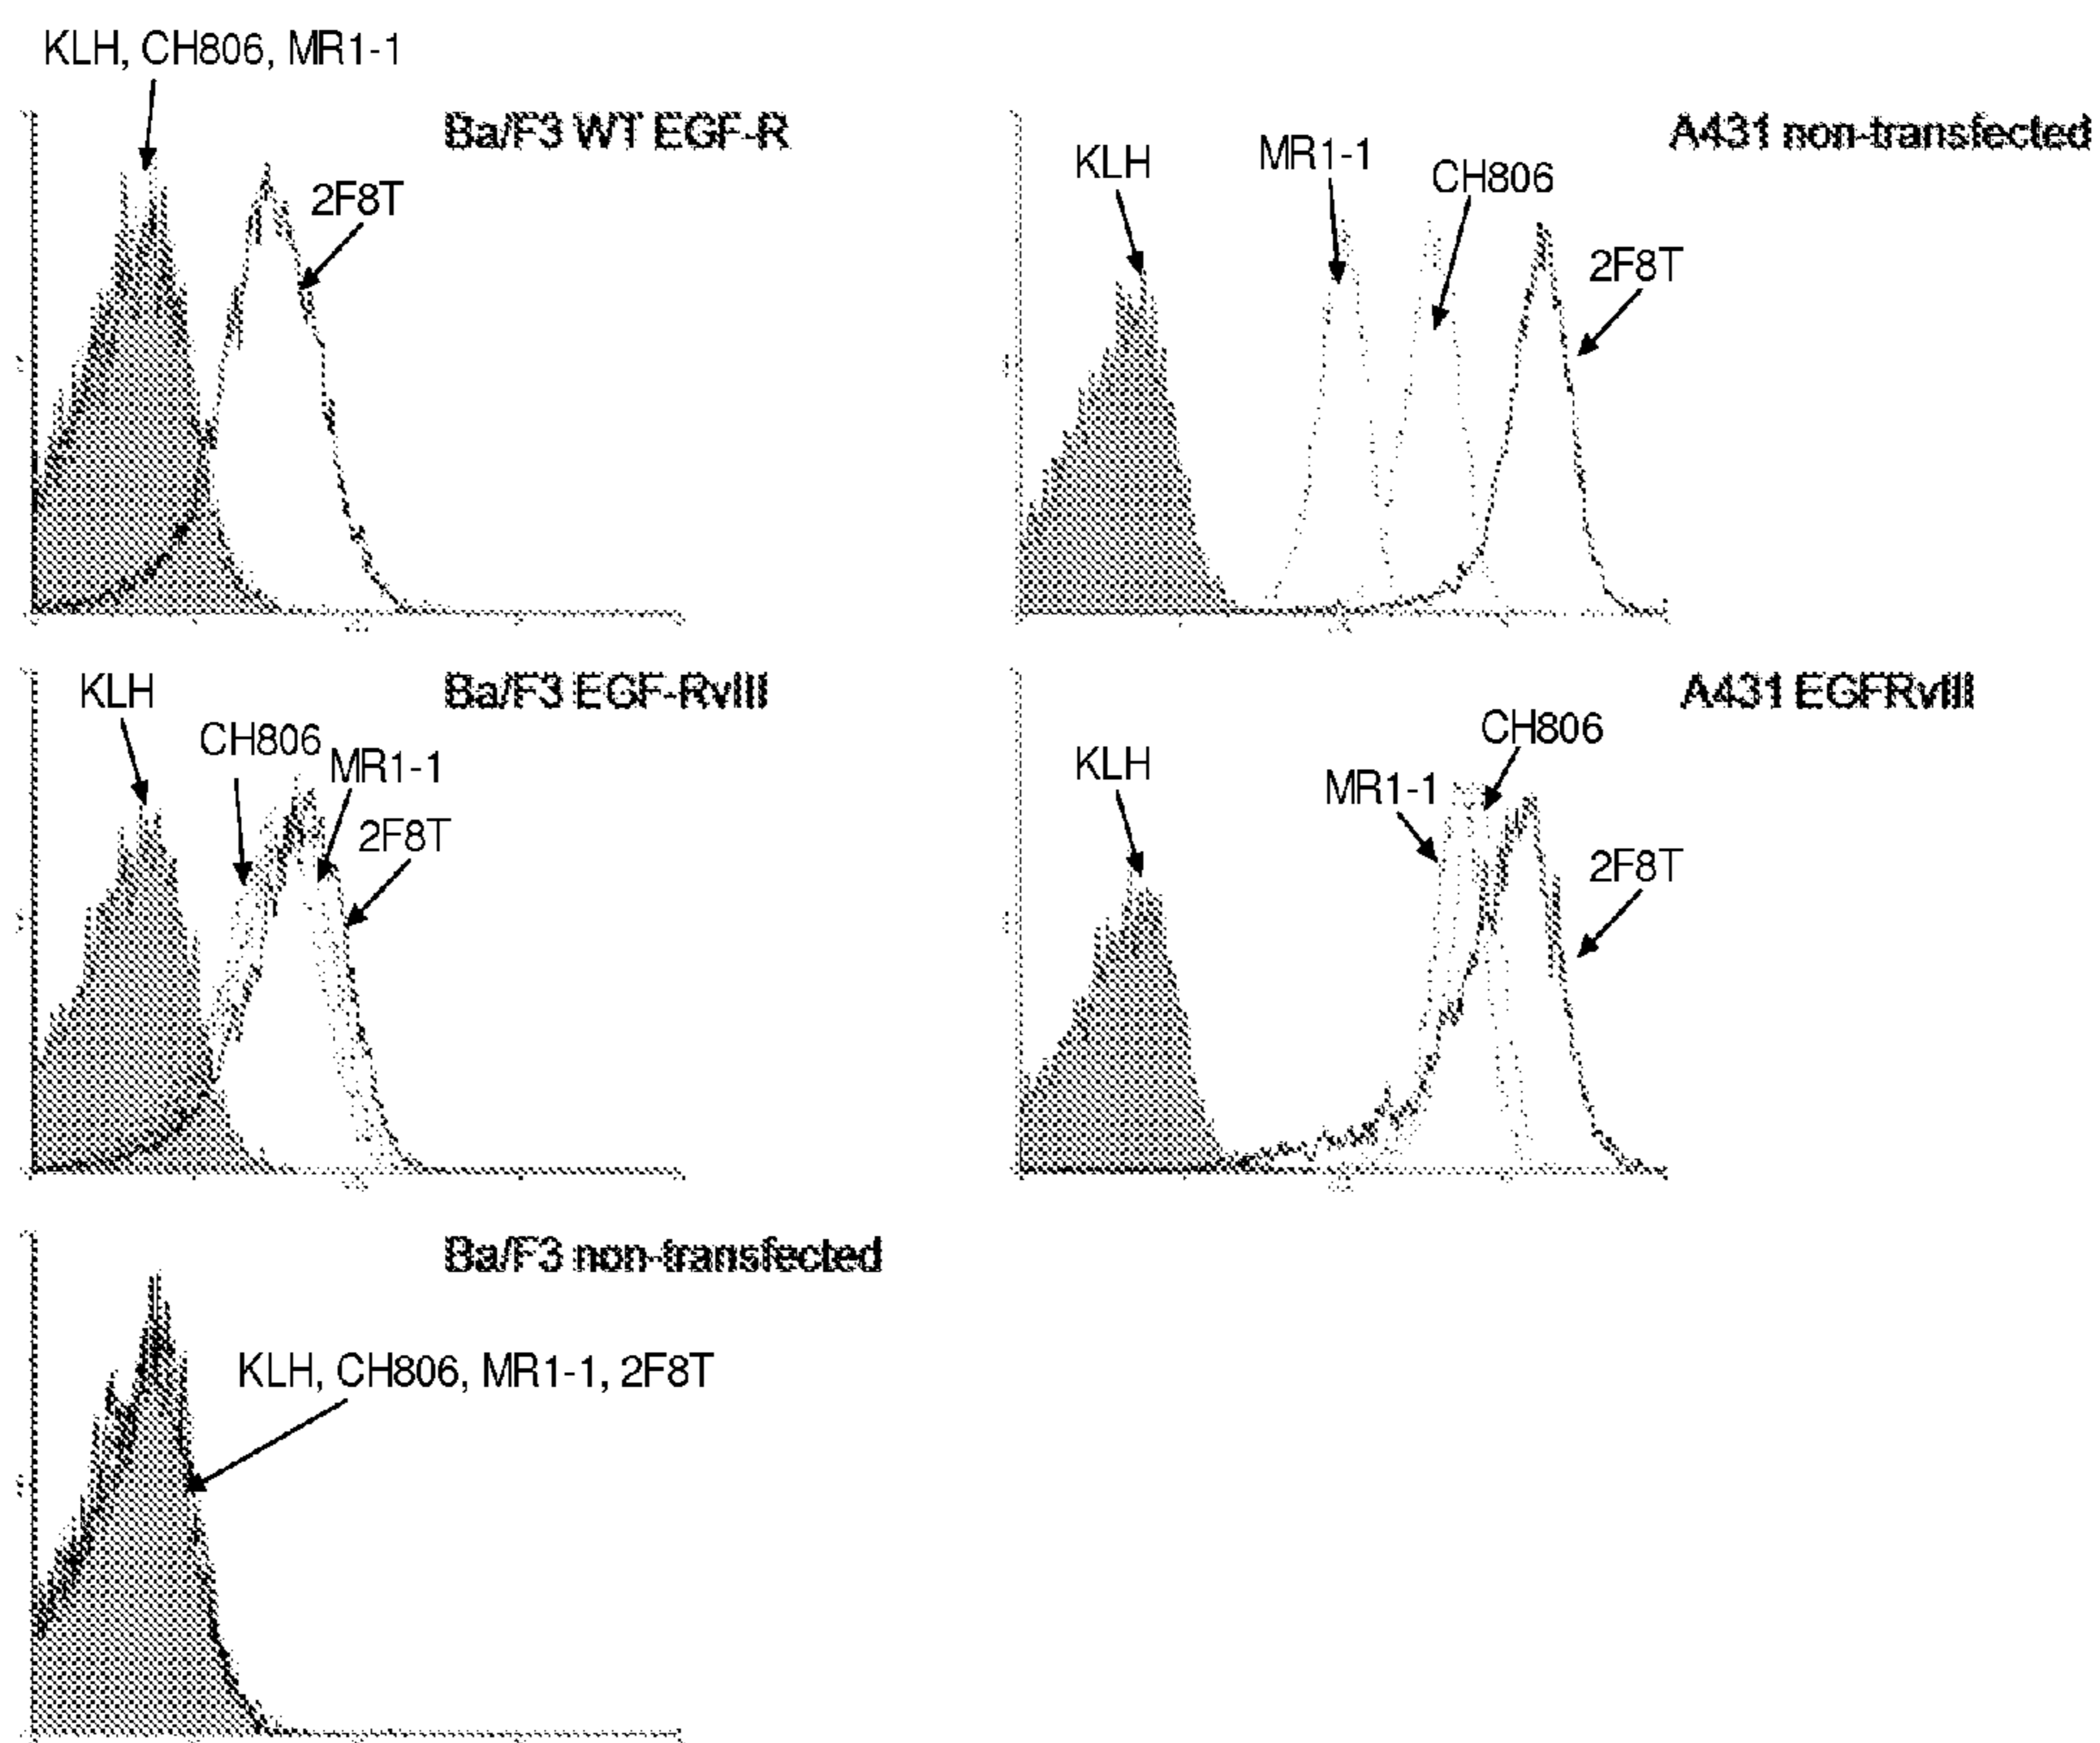 KLH, CH806, MR1-1
Ba/F3 WT EGF-R
2F8T
A431 non-transfected
KLH
MR1-1
CH806
2F8T
Ba/F3 EGF-RvIII
KLH
CH806
MR1-1
2F8T
A431 EGFRvIII
CH806
KLH
MR1-1
2F8T
Ba/F3 non-transfected
KLH, CH806, MR1-1, 2F8T